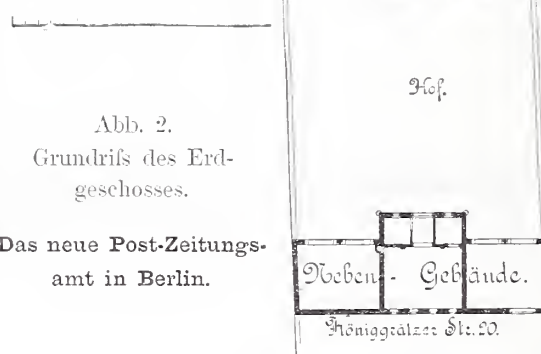 Abb. 2.
Grundriſs des Erd-
geschosses.
Das neue Post-Zeitungs-
amt in Berlin.
Hof.
Neben - Gebäude.
Königgrätzer Str. 20.